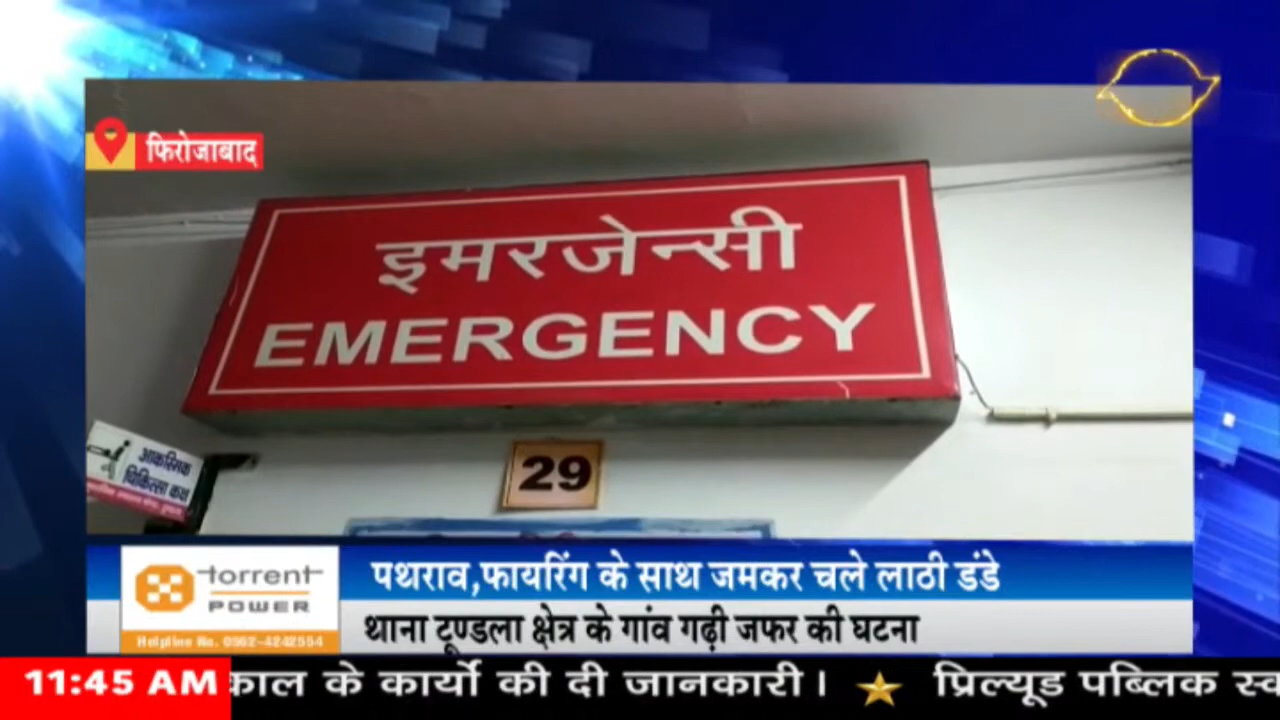 फिरोजाबाद
इमरजेन्सी
EMERGENCY
29
आकस्मिक
चिकित्सा कक्ष
torrent
POWER
Helpline No. 0562-4242554
पथराव,फायरिंग के साथ जमकर चले लाठी डंडे
थाना टूण्डला क्षेत्र के गांव गढ़ी जफर की घटना
11:45 AM
काल के कार्यो की दी जानकारी। ★ प्रिल्यूड पब्लिक स्क